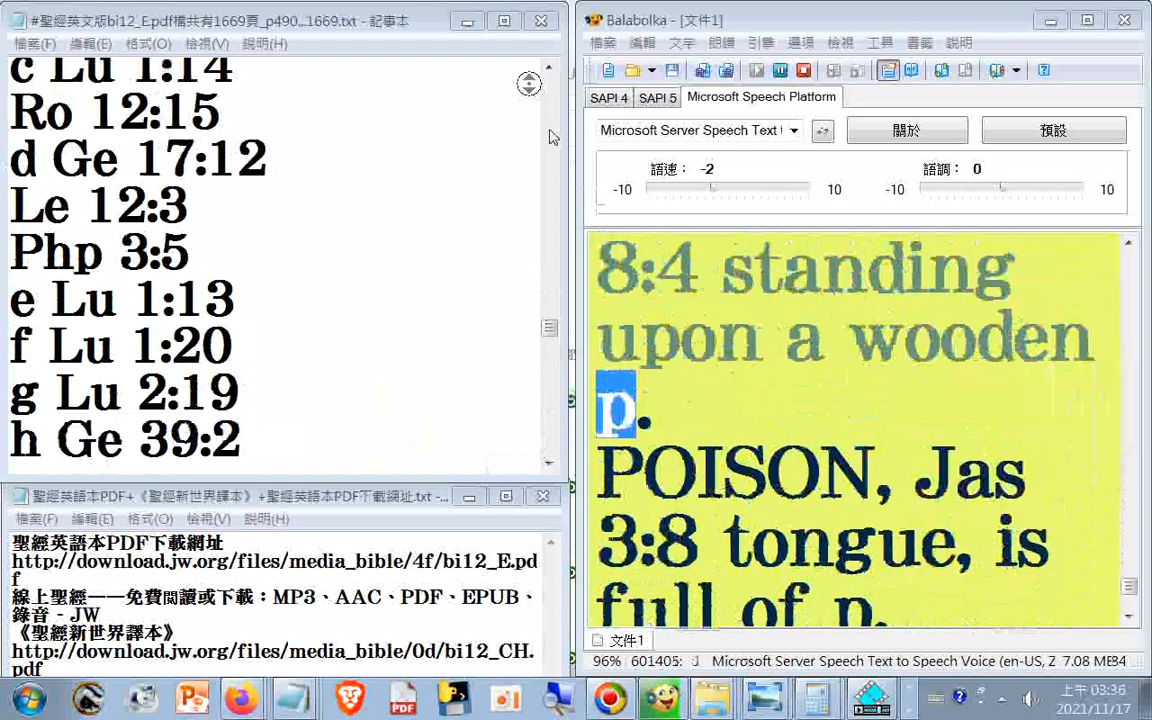 #聖經英文版bi12_E.pdf檔共有1669頁_p490,..1669.txt - 記事本
檔案(F) 編輯(E) 格式(O) 檢視(V) 說明(H)
c Lu 1:14
Ro 12:15
d Ge 17:12
Le 12:3
Php 3:5
e Lu 1:13
f Lu 1:20
g Lu 2:19
h Ge 39:2
聖經英語本PDF+《聖經新世界譯本》+聖經英語本PDF下載網址.txt - ...
檔案(F) 編輯(E) 格式(O) 檢視(V) 說明(H)
聖經英語本PDF下載網址
http://download.jw.org/files/media_bible/4f/bi12_E.pd
f
線上聖經——免費閱讀或下載：MP3、AAC、PDF、EPUB、
錄音 - JW
《聖經新世界譯本》
http://download.jw.org/files/media_bible/0d/bi12_CH.
pdf
Balabolka - [文件1]
檔案 編輯 文字 朗讀 引擎 選項 檢視 工具 書籤 說明
SAPI 4 SAPI 5 Microsoft Speech Platform
Microsoft Server Speech Text 關於 預設
語速： -2 語調： 0
-10 10 -10 10
8:4 standing
upon a wooden
p.
POISON, Jas
3:8 tongue, is
full of p.
文件1
96% 601405: Microsoft Server Speech Text to Speech Voice (en-US, Z 7.08 MB
上午 03:36
2021/11/17